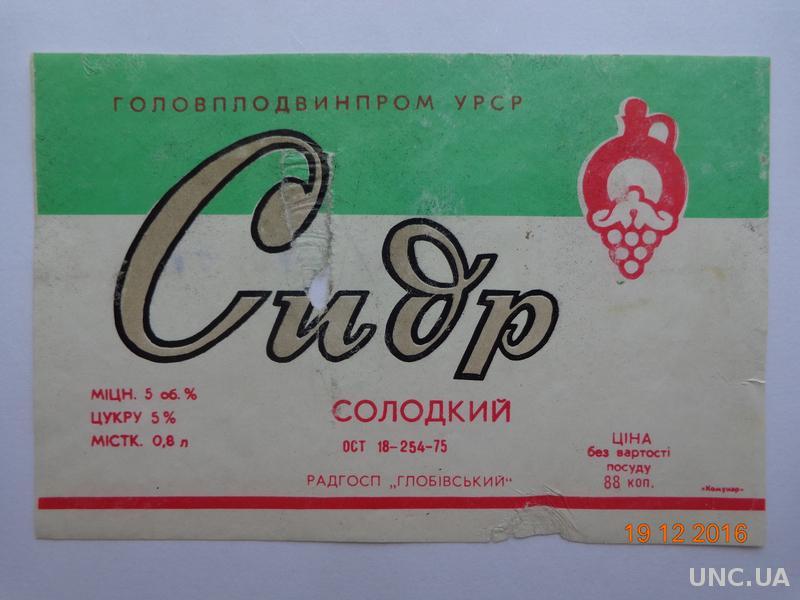 ГОЛОВПЛОДВИНПРОМ УРСР
Сидр
МІЦН. 5 об. %
ЦУКРУ 5 %
МІСТК. 0,8 л
СОЛОДКИЙ
ОСТ 18-254-75
РАДГОСП „ГЛОБІВСЬКИЙ“
ЦІНА
без вартості
посуду
88 коп.
«Комунар»
19 12 2016
UNC.UA